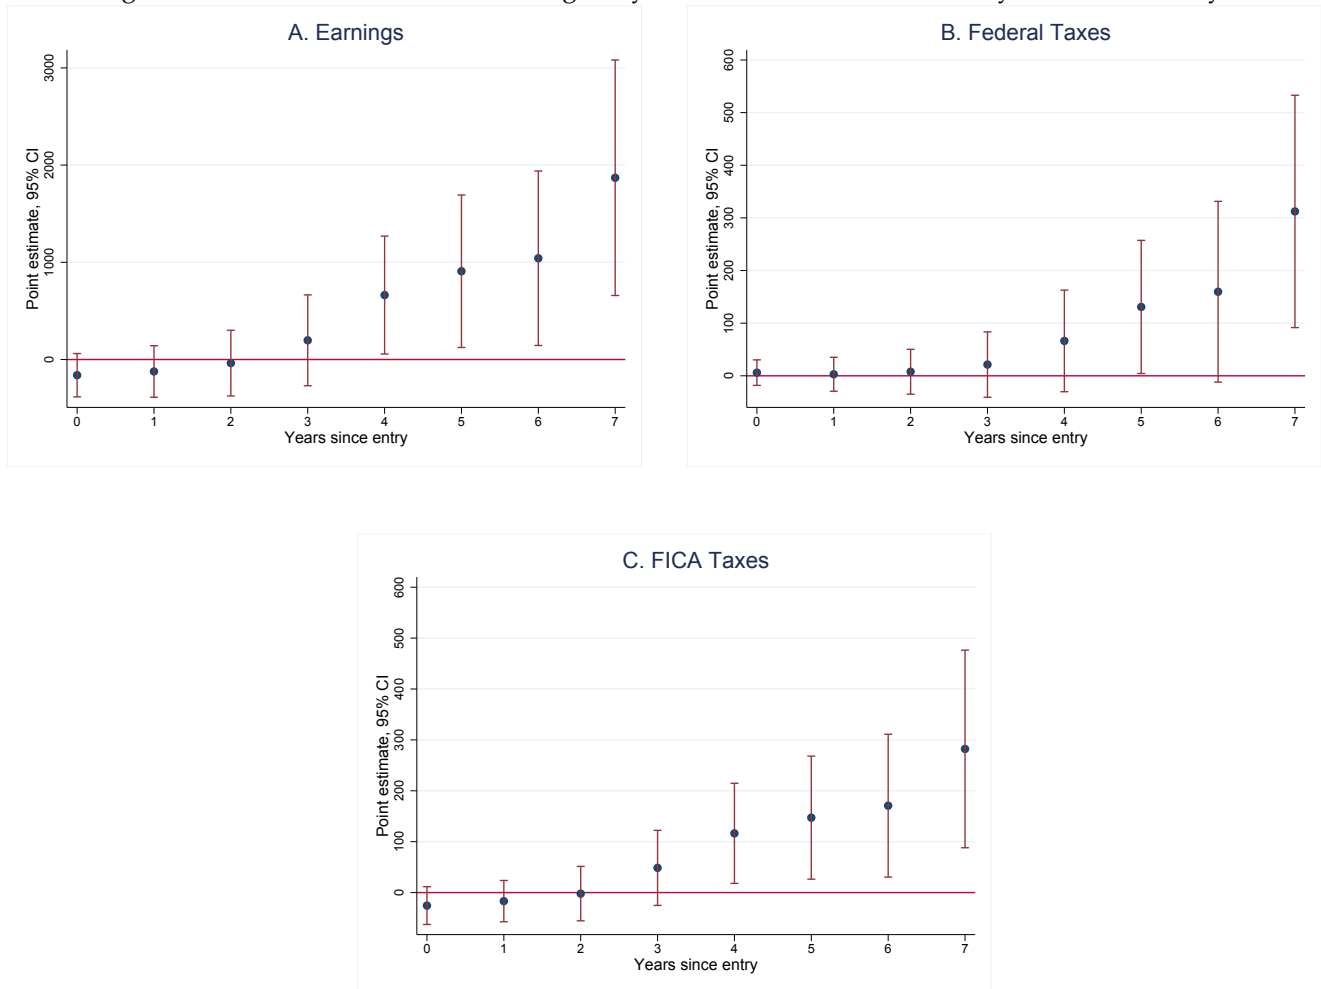 A. Earnings
Point estimate, 95% CI
3000
2000
1000
0
0 1 2 3 4 5 6 7
Years since entry
B. Federal Taxes
Point estimate, 95% CI
600
500
400
300
200
100
0
0 1 2 3 4 5 6 7
Years since entry
C. FICA Taxes
Point estimate, 95% CI
600
500
400
300
200
100
0
0 1 2 3 4 5 6 7
Years since entry